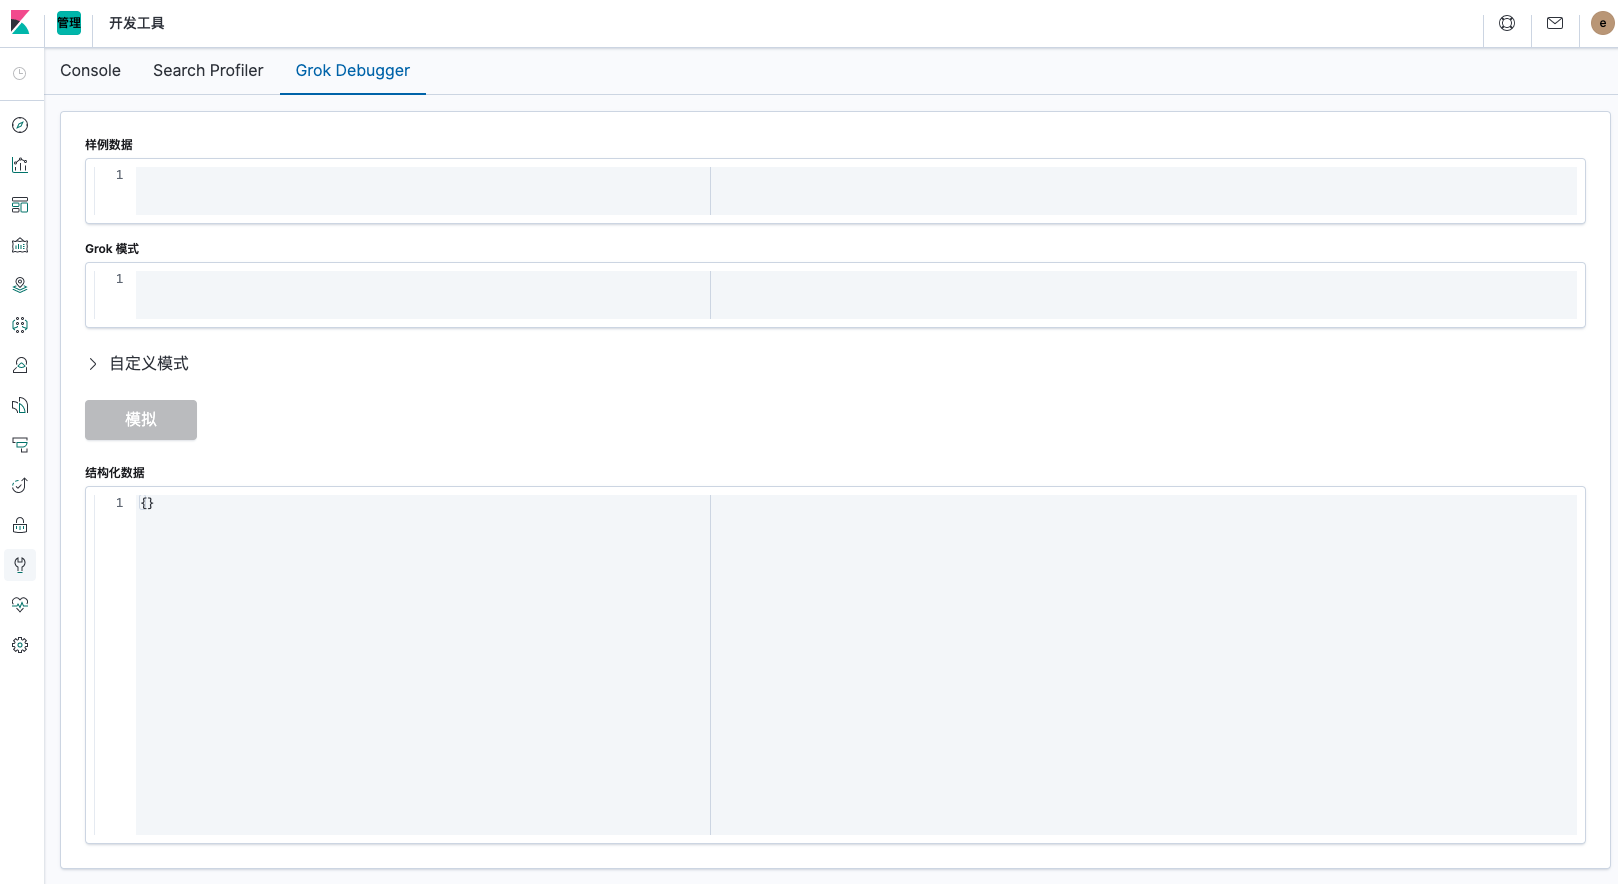 管理
开发工具
e
Console
Search Profiler
Grok Debugger
样例数据
1
Grok 模式
1
自定义模式
模拟
结构化数据
1 {}